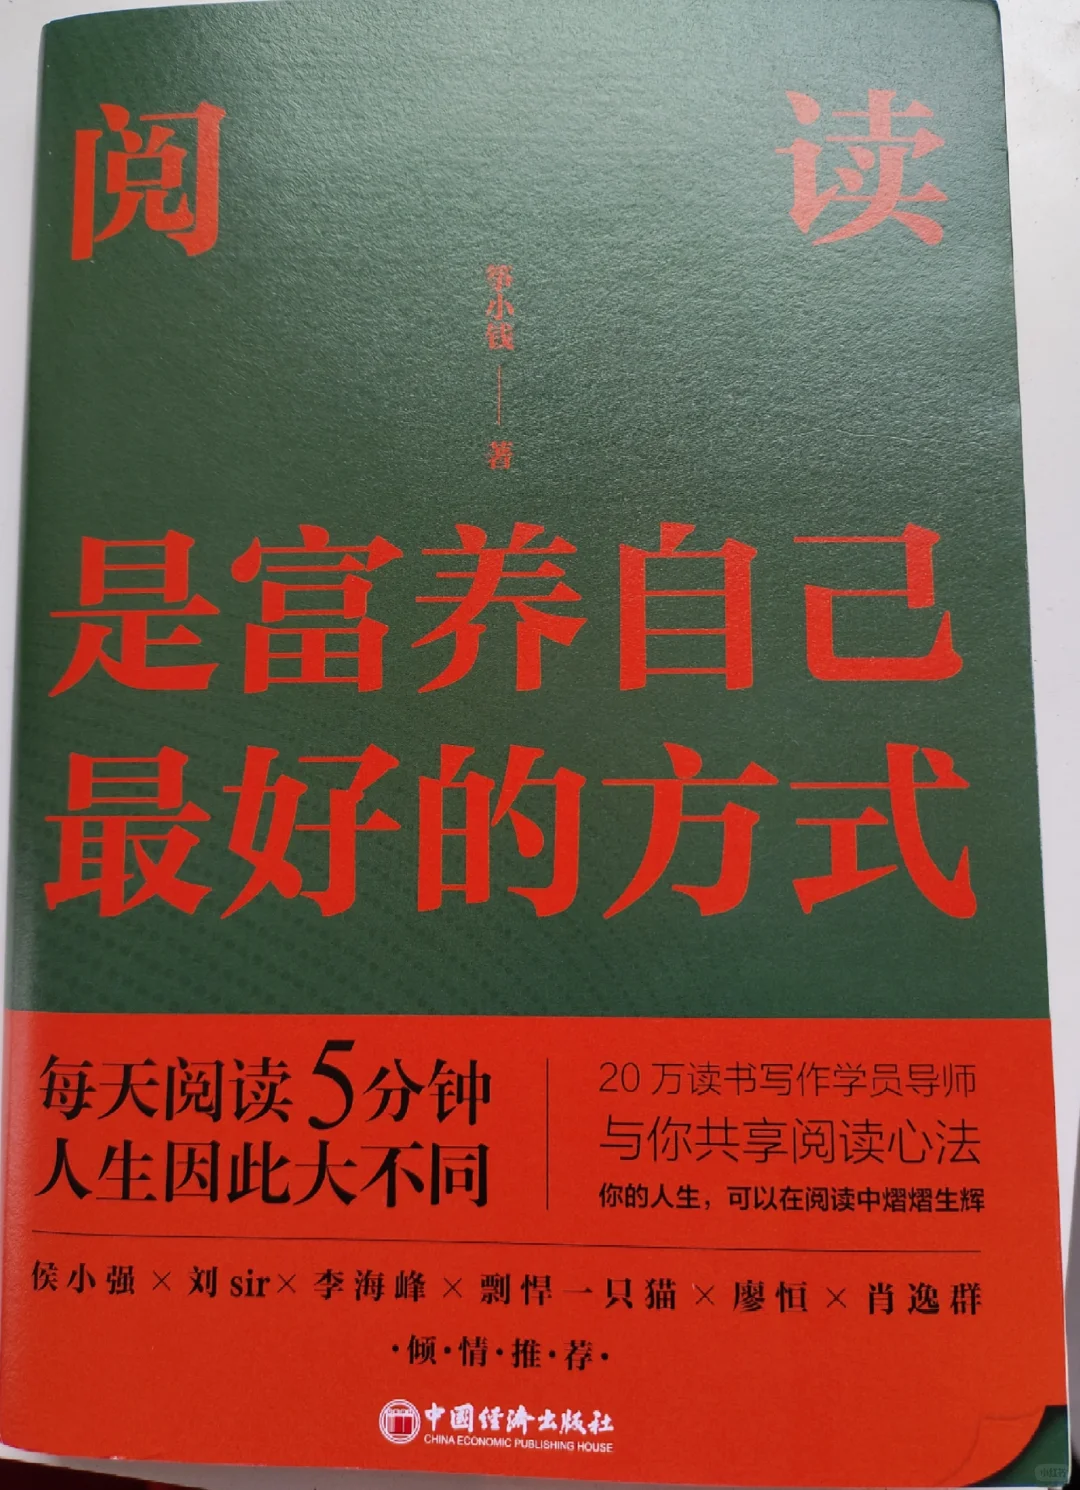 阅读
筝小钱——著
是富养自己
最好的方式
每天阅读5分钟
人生因此大不同
20万读书写作学员导师
与你共享阅读心法
你的人生，可以在阅读中熠熠生辉
侯小强×刘sir×李海峰×剽悍一只猫×廖恒×肖逸群
·倾·情·推·荐·
中国经济出版社
CHINA ECONOMIC PUBLISHING HOUSE
小红书